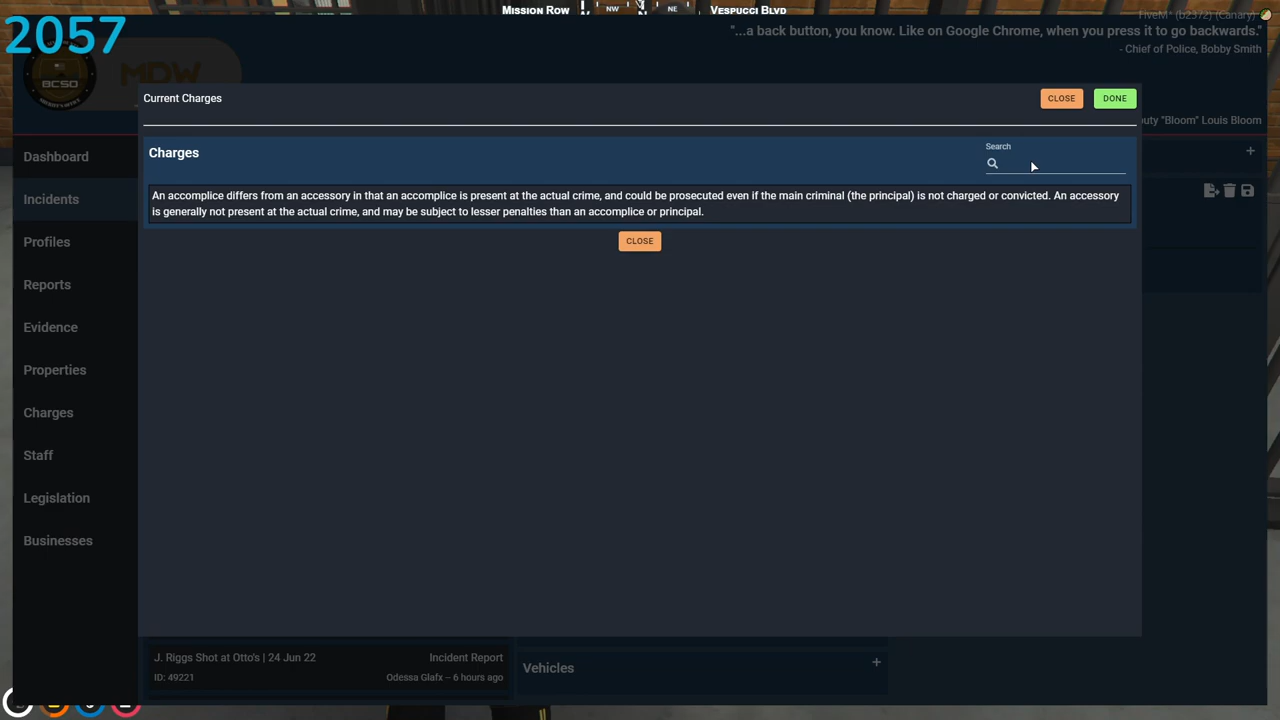 Mission Row
NW
N
NE
Vespucci Blvd
FiveM* (b2372) (Canary)
2057
"...a back button, you know. Like on Google Chrome, when you press it to go backwards."
- Chief of Police, Bobby Smith
BCSO
MDW
Current Charges
CLOSE
DONE
uty "Bloom" Louis Bloom
Charges
Search
An accomplice differs from an accessory in that an accomplice is present at the actual crime, and could be prosecuted even if the main criminal (the principal) is not charged or convicted. An accessory
is generally not present at the actual crime, and may be subject to lesser penalties than an accomplice or principal.
CLOSE
Dashboard
Incidents
Profiles
Reports
Evidence
Properties
Charges
Staff
Legislation
Businesses
J. Riggs Shot at Otto's | 24 Jun 22
Incident Report
ID: 49221
Odessa Glafx – 6 hours ago
Vehicles